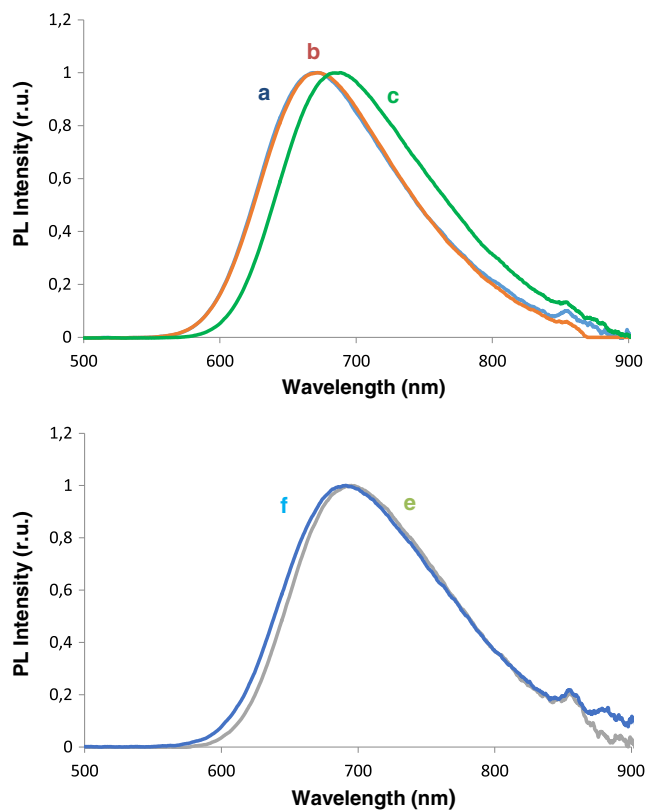 1,2
1
0,8
0,6
0,4
0,2
0
PL Intensity (r.u.)
a
b
c
500
600
700
800
900
Wavelength (nm)
1,2
1
0,8
0,6
0,4
0,2
0
PL Intensity (r.u.)
f
e
500
600
700
800
900
Wavelength (nm)